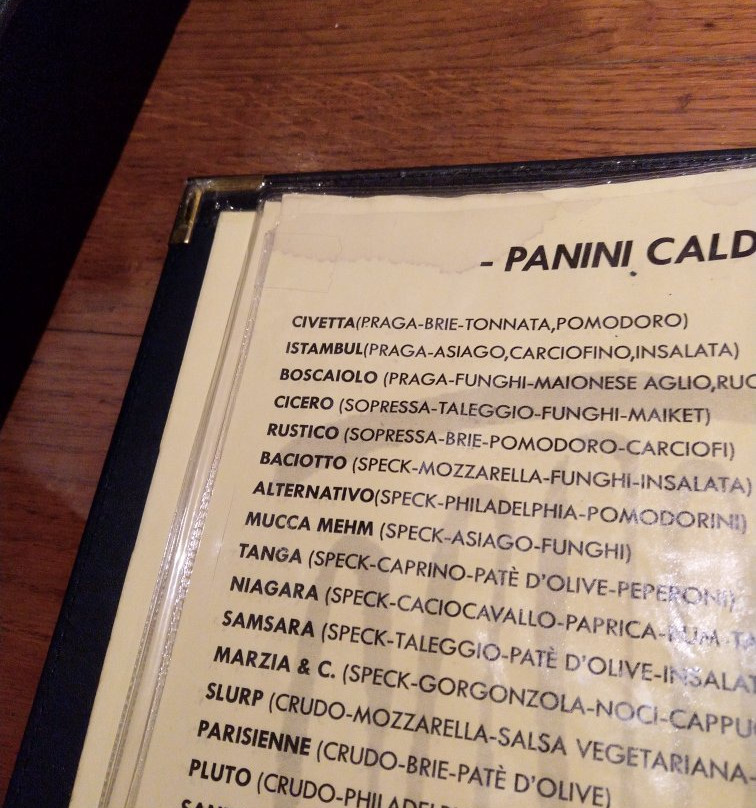 - PANINI CALD
CIVETTA(PRAGA-BRIE-TONNATA,POMODORO)
ISTAMBUL(PRAGA-ASIAGO,CARCIOFINO,INSALATA)
BOSCAIOLO (PRAGA-FUNGHI-MAIONESE AGLIO,RUC
CICERO (SOPRESSA-TALEGGIO-FUNGHI-MAIKET)
RUSTICO (SOPRESSA-BRIE-POMODORO-CARCIOFI)
BACIOTTO (SPECK-MOZZARELLA-FUNGHI-INSALATA)
ALTERNATIVO(SPECK-PHILADELPHIA-POMODORINI)
MUCCA MEHM (SPECK-ASIAGO-FUNGHI)
TANGA (SPECK-CAPRINO-PATÈ D'OLIVE-PEPERONI)
NIAGARA (SPECK-CACIOCAVALLO-PAPRICA-
SAMSARA (SPECK-TALEGGIO-PATÈ D'OLIVE-INSALAT
MARZIA & C. (SPECK-GORGONZOLA-NOCI-CAPPU
SLURP (CRUDO-MOZZARELLA-SALSA VEGETARIANA-
PARISIENNE (CRUDO-BRIE-PATÈ D'OLIVE)
PLUTO (CRUDO-PHILADEL